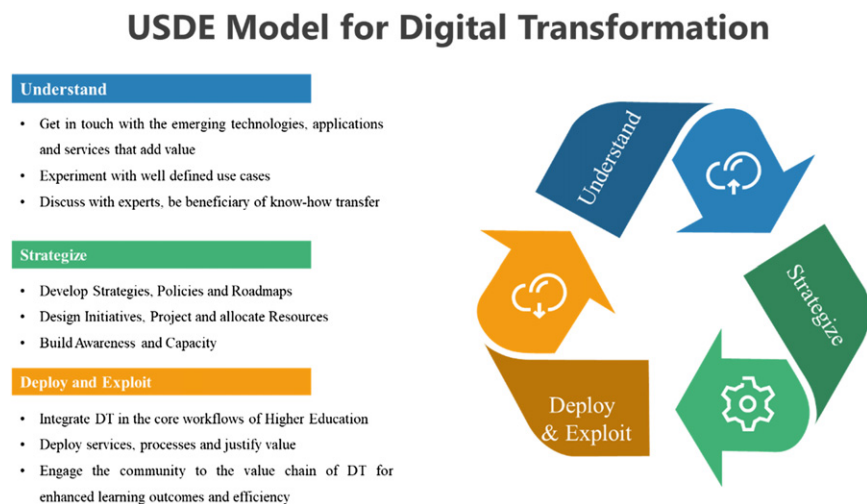 USDE Model for Digital Transformation
Understand
• Get in touch with the emerging technologies, applications
and services that add value
• Experiment with well defined use cases
• Discuss with experts, be beneficiary of know-how transfer
Strategize
• Develop Strategies, Policies and Roadmaps
• Design Initiatives, Project and allocate Resources
• Build Awareness and Capacity
Deploy and Exploit
• Integrate DT in the core workflows of Higher Education
• Deploy services, processes and justify value
• Engage the community to the value chain of DT for
enhanced learning outcomes and efficiency
Understand
Strategize
Deploy
& Exploit